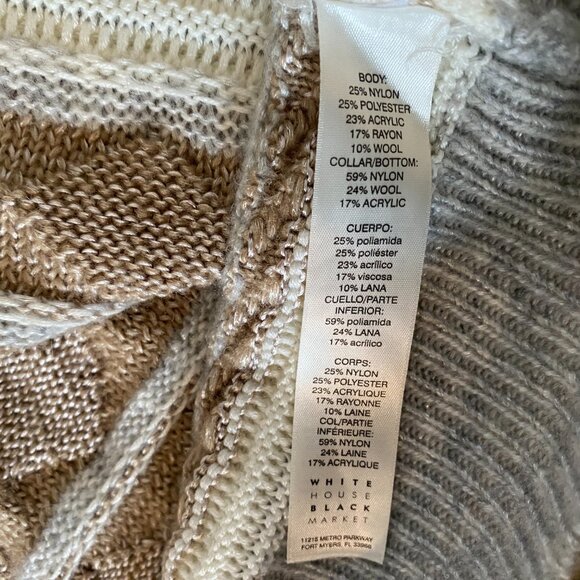 BODY:
25% NYLON
25% POLYESTER
23% ACRYLIC
17% RAYON
10% WOOL
COLLAR/BOTTOM:
59% NYLON
24% WOOL
17% ACRYLIC
CUERPO:
25% poliamida
25% poliéster
23% acrílico
17% viscosa
10% LANA
CUELLO/PARTE
INFERIOR:
59% poliamida
24% LANA
17% acrílico
CORPS:
25% NYLON
25% POLYESTER
23% ACRYLIQUE
17% RAYONNE
10% LAINE
COL/PARTIE
INFÉRIEURE:
59% NYLON
24% LAINE
17% ACRYLIQUE
WHITE
HOUSE
BLACK
MARKET
11215 METRO PARKWAY
FORT MYERS, FL 33966